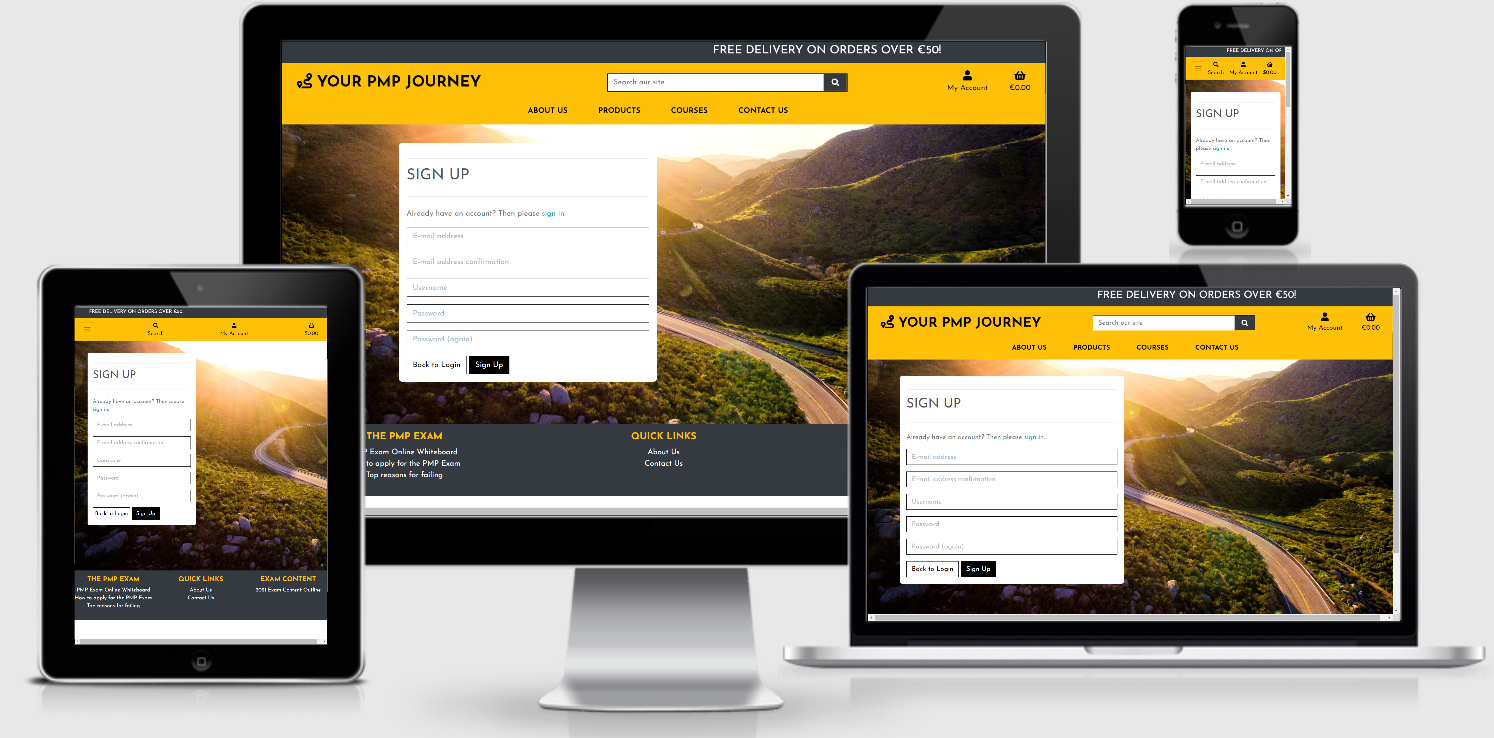 FREE DELIVERY ON ORDERS OVER €50!
YOUR PMP JOURNEY
Search our site
My Account
€0.00
ABOUT US
PRODUCTS
COURSES
CONTACT US
SIGN UP
Already have an account? Then please sign in.
E-mail address
E-mail address confirmation
Username
Password
Password (again)
Back to Login
Sign Up
THE PMP EXAM
QUICK LINKS
Exam Online Whiteboard
About Us
to apply for the PMP Exam
Contact Us
Top reasons for failing
FREE DELIVERY ON OF
Search
My Account
$0.00
SIGN UP
Already have an account? Then
please sign in.
E-mail address
E-mail address confirmation
FREE DELIVERY ON ORDERS OVER €50
Search
My Account
$0.00
SIGN UP
Already have an account? Then please
sign in.
E-mail address
E-mail address confirmation
Username
Password
Password (again)
Back to Login
Sign Up
THE PMP EXAM
QUICK LINKS
EXAM CONTENT
PMP Exam Online Whiteboard
About Us
2021 Exam Content Outline
How to apply for the PMP Exam
Contact Us
Top reasons for failing
FREE DELIVERY ON ORDERS OVER €50!
YOUR PMP JOURNEY
Search our site
My Account
€0.00
ABOUT US
PRODUCTS
COURSES
CONTACT US
SIGN UP
Already have an account? Then please sign in.
E-mail address
E-mail address confirmation
Username
Password
Password (again)
Back to Login
Sign Up